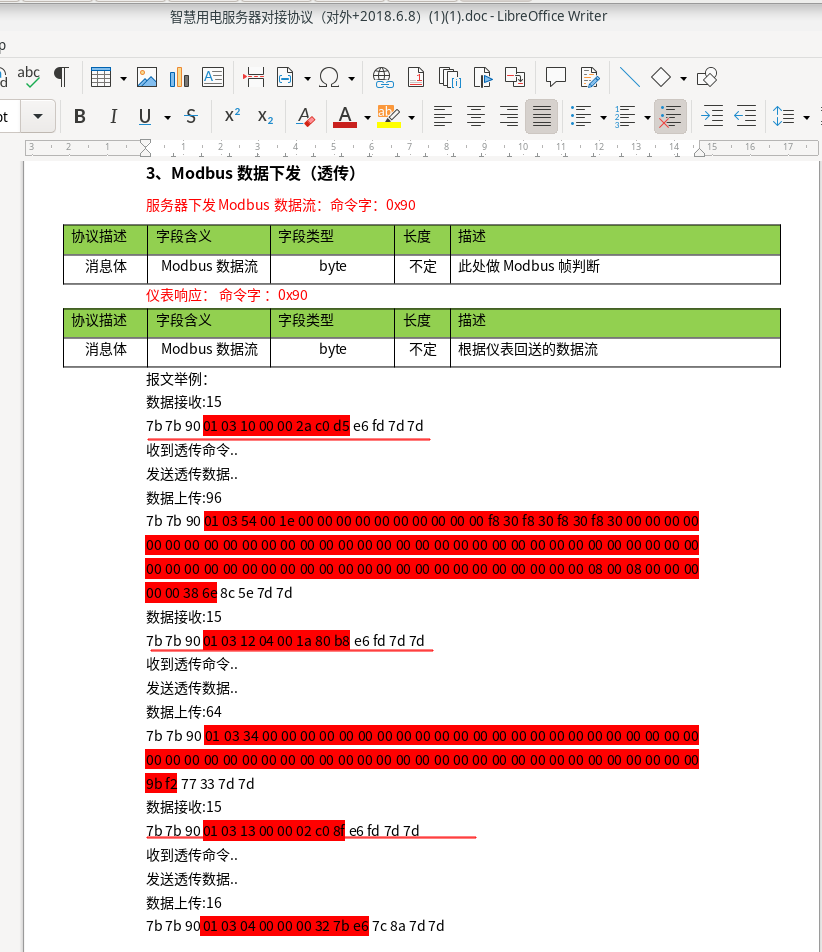 智慧用电服务器对接协议（对外+2018.6.8）(1)(1).doc - LibreOffice Writer
p
abc
pt B I U S X² X₂ A A ab
3 2 1 1 2 3 4 5 6 7 8 9 10 11 12 13 14 15 16 17
3、Modbus 数据下发（透传）
服务器下发 Modbus 数据流：命令字：0x90
协议描述 字段含义 字段类型 长度 描述
消息体 Modbus 数据流 byte 不定 此处做 Modbus 帧判断
仪表响应： 命令字 ：0x90
协议描述 字段含义 字段类型 长度 描述
消息体 Modbus 数据流 byte 不定 根据仪表回送的数据流
报文举例：
数据接收:15
7b 7b 90 01 03 10 00 00 2a c0 d5 e6 fd 7d 7d
收到透传命令..
发送透传数据..
数据上传:96
7b 7b 90 01 03 54 00 1e 00 00 00 00 00 00 00 00 00 00 f8 30 f8 30 f8 30 f8 30 00 00 00 00
00 00 00 00 00 00 00 00 00 00 00 00 00 00 00 00 00 00 00 00 00 00 00 00 00 00 00 00 00
00 00 00 00 00 00 00 00 00 00 00 00 00 00 00 00 00 00 00 00 00 00 00 08 00 08 00 00 00
00 00 38 6e 8c 5e 7d 7d
数据接收:15
7b 7b 90 01 03 12 04 00 1a 80 b8 e6 fd 7d 7d
收到透传命令..
发送透传数据..
数据上传:64
7b 7b 90 01 03 34 00 00 00 00 00 00 00 00 00 00 00 00 00 00 00 00 00 00 00 00 00 00 00
00 00 00 00 00 00 00 00 00 00 00 00 00 00 00 00 00 00 00 00 00 00 00 00 00 00 00 00 00
9b f2 77 33 7d 7d
数据接收:15
7b 7b 90 01 03 13 00 00 02 c0 8f e6 fd 7d 7d
收到透传命令..
发送透传数据..
数据上传:16
7b 7b 90 01 03 04 00 00 00 32 7b e6 7c 8a 7d 7d